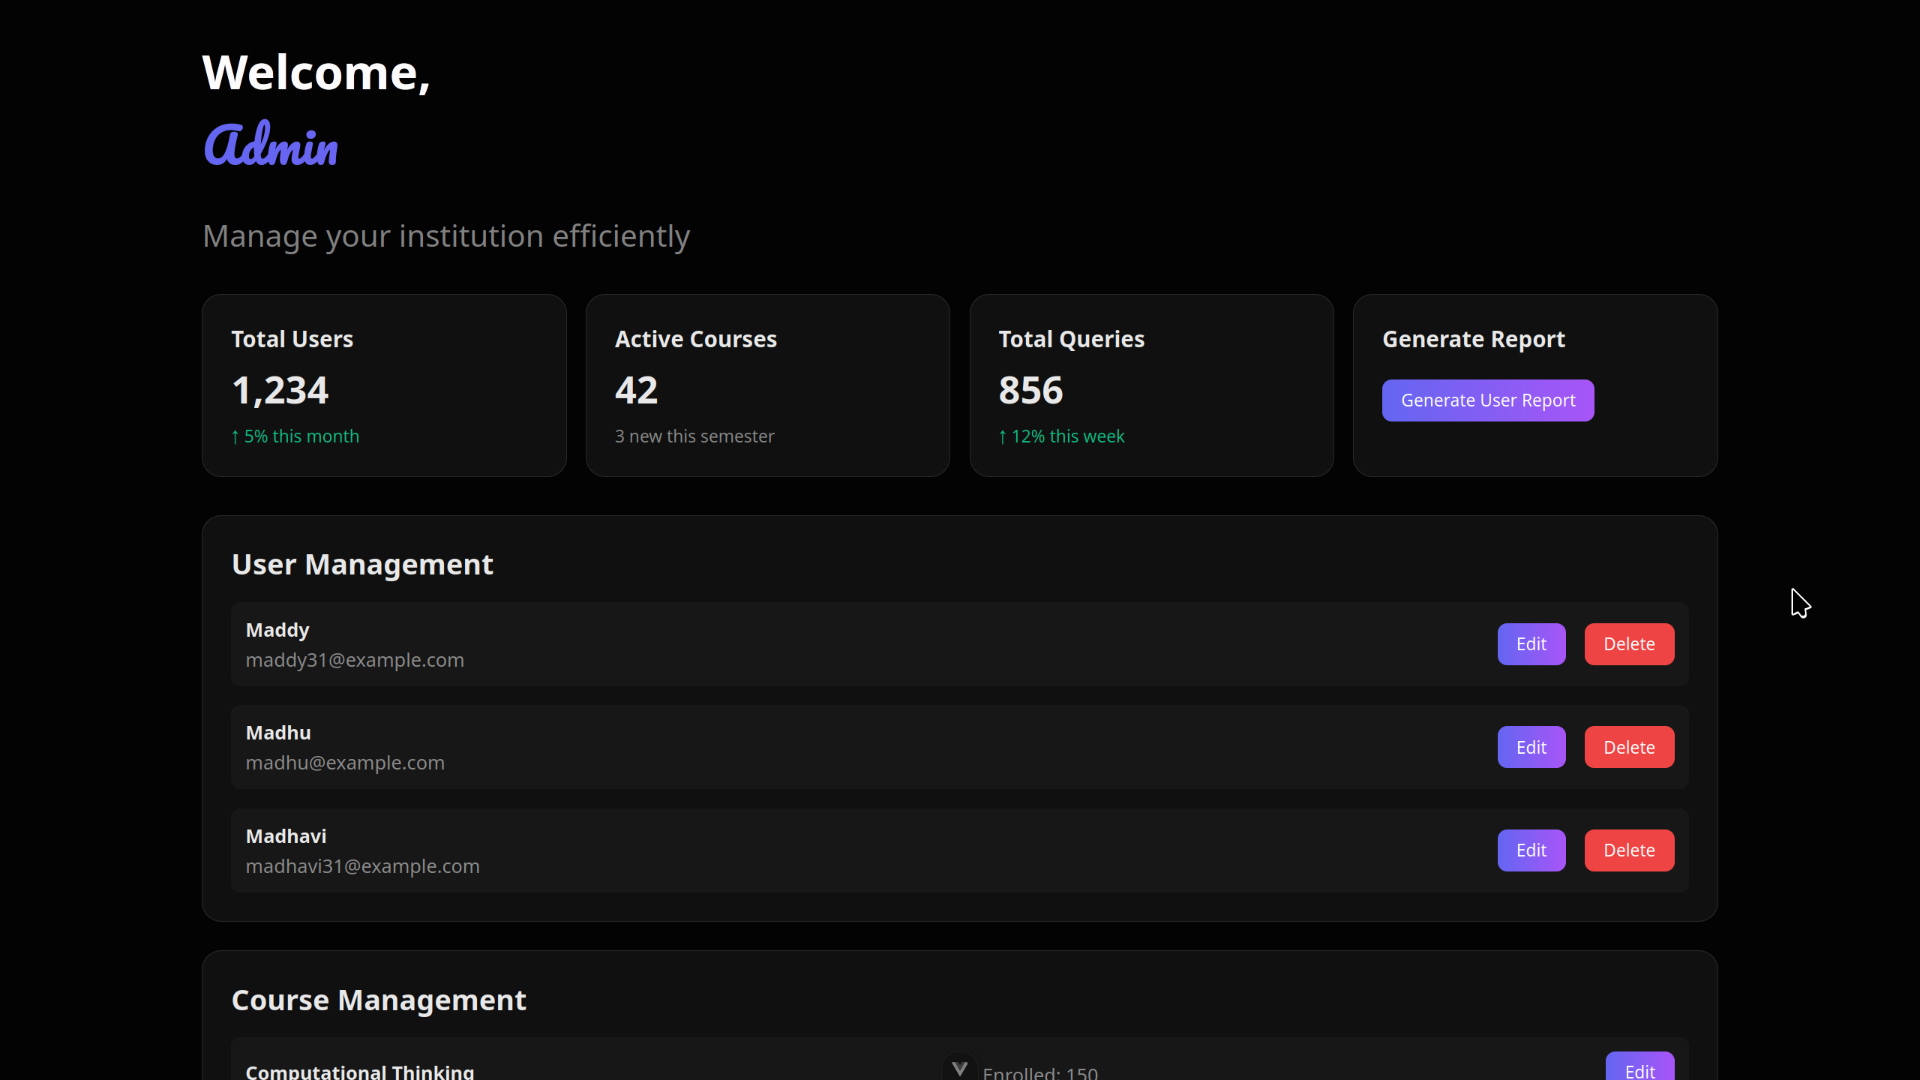 Welcome,
Admin
Manage your institution efficiently
Total Users
1,234
↑ 5% this month
Active Courses
42
3 new this semester
Total Queries
856
↑ 12% this week
Generate Report
Generate User Report
User Management
Maddy
maddy31@example.com
Edit Delete
Madhu
madhu@example.com
Edit Delete
Madhavi
madhavi31@example.com
Edit Delete
Course Management
Computational Thinking Enrolled: 150 Edit